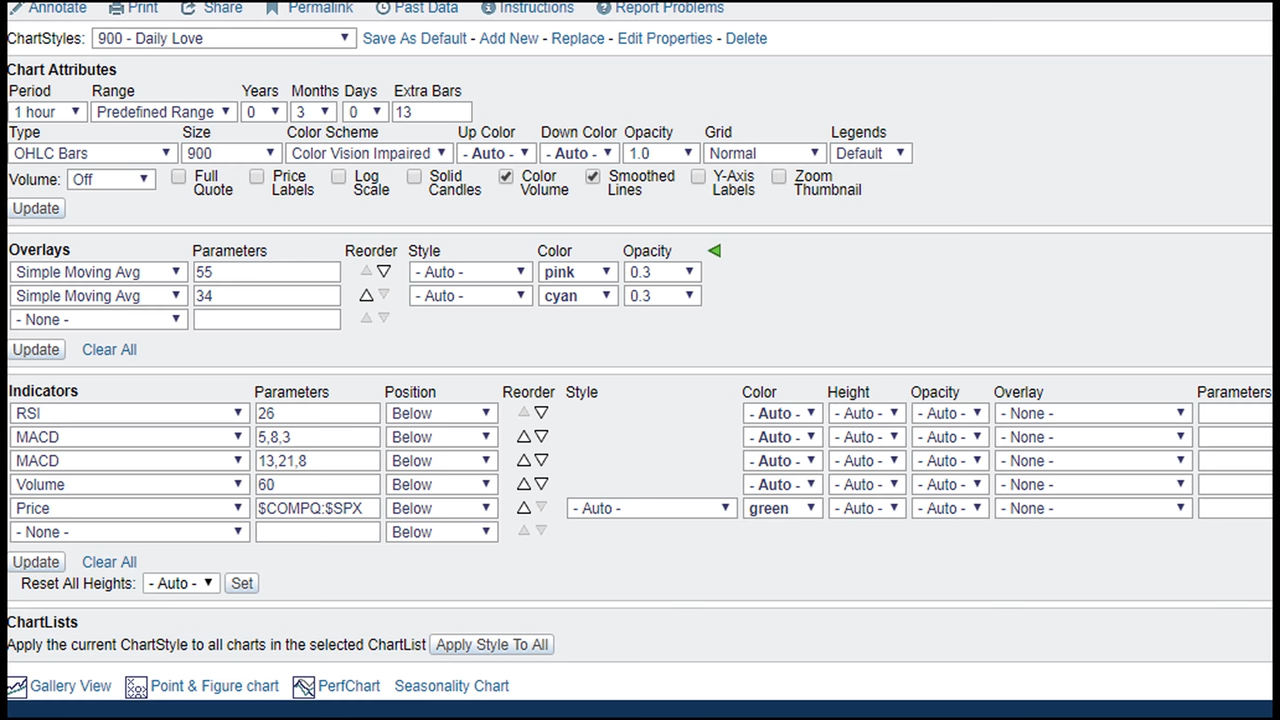 Annotate Print Share Permalink Past Data Instructions Report Problems
ChartStyles: 900 - Daily Love Save As Default - Add New - Replace - Edit Properties - Delete
Chart Attributes
Period Range Years Months Days Extra Bars
1 hour Predefined Range 0 3 0 13
Type Size Color Scheme Up Color Down Color Opacity Grid Legends
OHLC Bars 900 Color Vision Impaired - Auto - - Auto - 1.0 Normal Default
Volume: Off Full Quote Price Labels Log Scale Solid Candles Color Volume Smoothed Lines Y-Axis Labels Zoom Thumbnail
Update
Overlays Parameters Reorder Style Color Opacity
Simple Moving Avg 55 - Auto - pink 0.3
Simple Moving Avg 34 - Auto - cyan 0.3
- None -
Update Clear All
Indicators Parameters Position Reorder Style Color Height Opacity Overlay Parameters
RSI 26 Below - Auto - - Auto - - Auto - - None -
MACD 5,8,3 Below - Auto - - Auto - - Auto - - None -
MACD 13,21,8 Below - Auto - - Auto - - Auto - - None -
Volume 60 Below - Auto - - Auto - - Auto - - None -
Price $COMPQ:$SPX Below - Auto - green - Auto - - Auto - - None -
- None - Below
Update Clear All
Reset All Heights: - Auto - Set
ChartLists
Apply the current ChartStyle to all charts in the selected ChartList Apply Style To All
Gallery View Point & Figure chart PerfChart Seasonality Chart